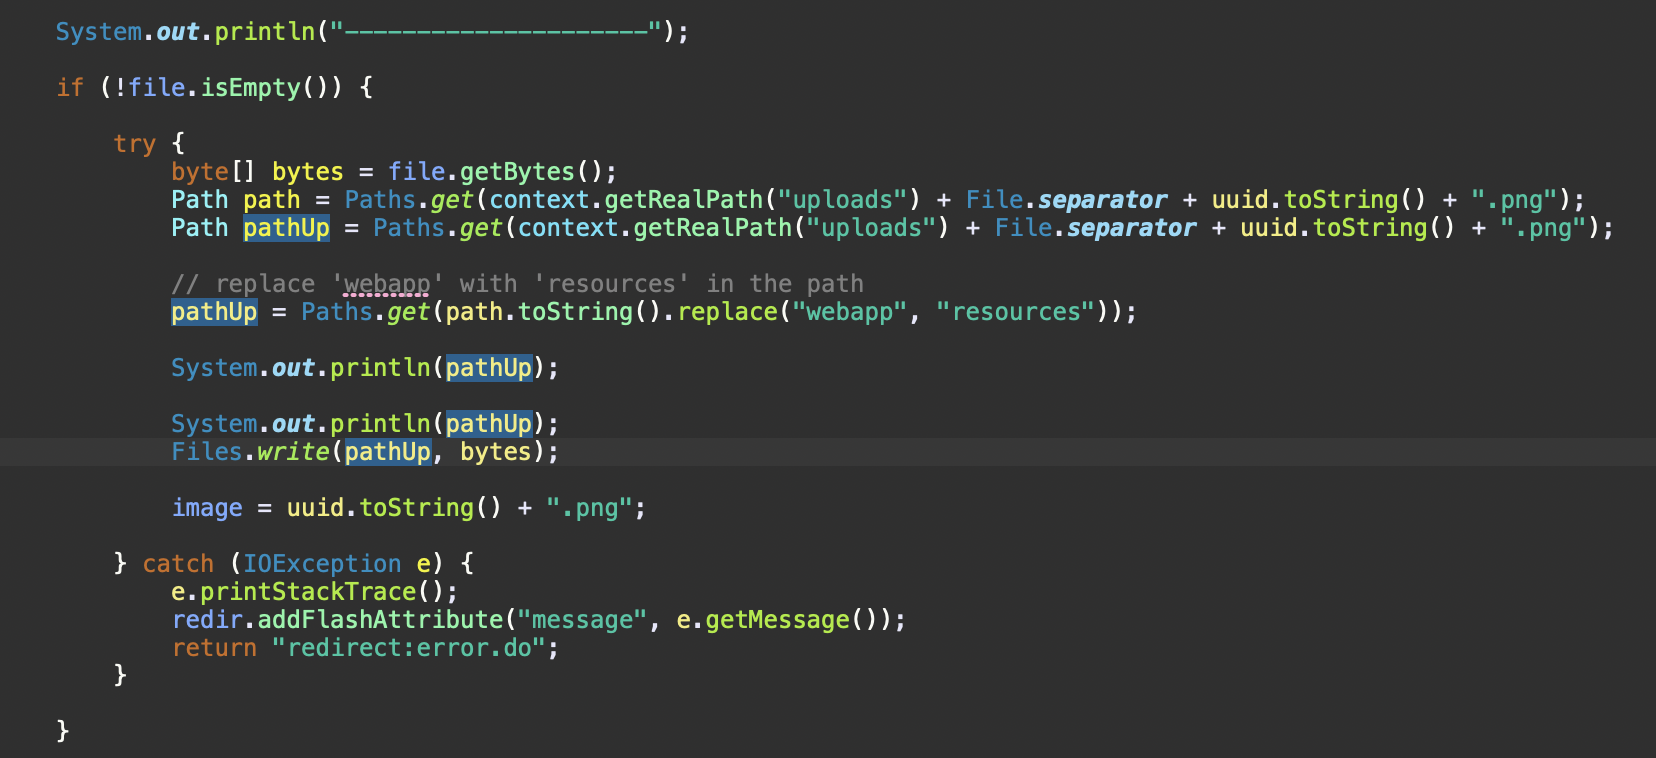 System.out.println("---------------------");
if (!file.isEmpty()) {
try {
byte[] bytes = file.getBytes();
Path path = Paths.get(context.getRealPath("uploads") + File.separator + uuid.toString() + ".png");
Path pathUp = Paths.get(context.getRealPath("uploads") + File.separator + uuid.toString() + ".png");
// replace 'webapp' with 'resources' in the path
pathUp = Paths.get(path.toString().replace("webapp", "resources"));
System.out.println(pathUp);
System.out.println(pathUp);
Files.write(pathUp, bytes);
image = uuid.toString() + ".png";
} catch (IOException e) {
e.printStackTrace();
redir.addFlashAttribute("message", e.getMessage());
return "redirect:error.do";
}
}